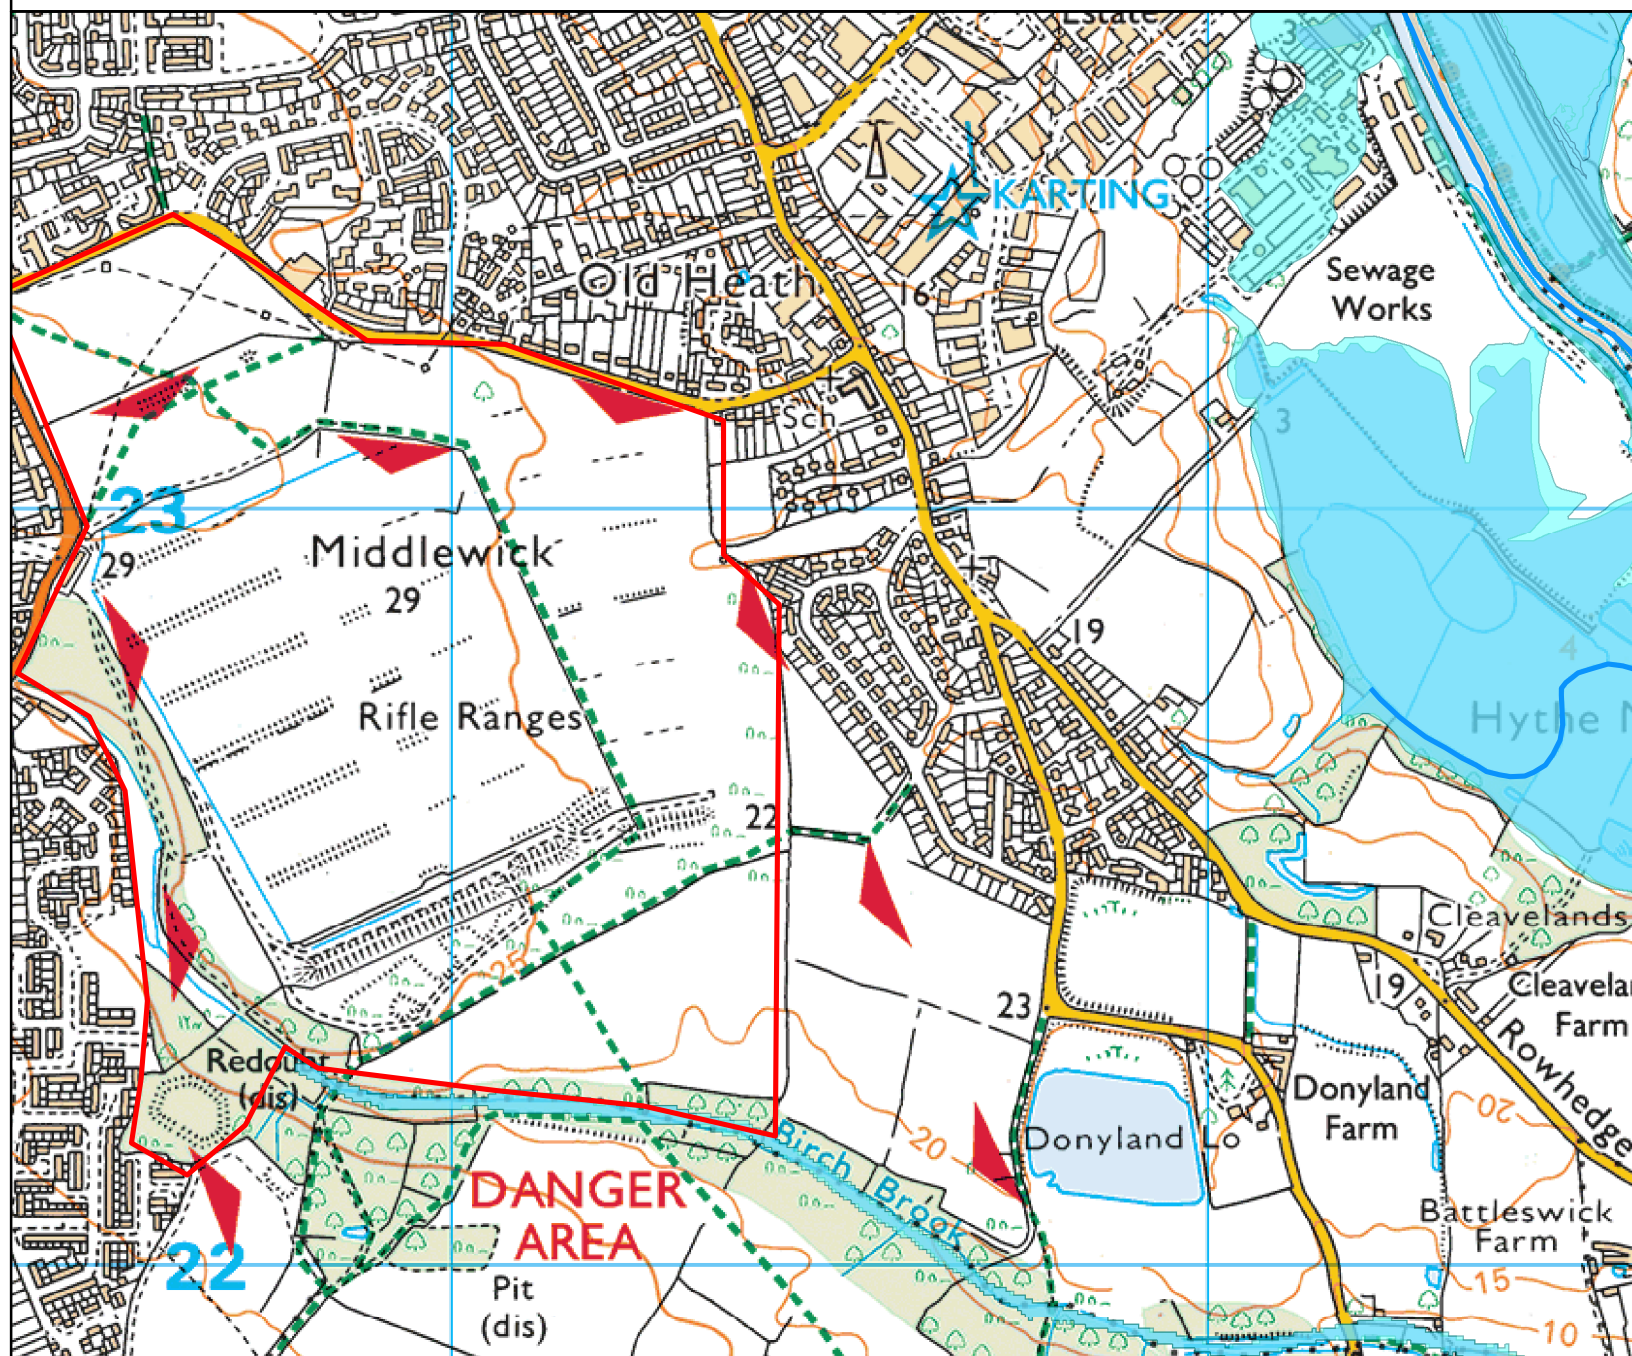 Estate
3
KARTING
Old Heath
16
Sewage
Works
Sch
3
23
29
Middlewick
29
19
4
Rifle Ranges
Hythe
22
Cleavelands
25
23
19
Farm
Redoubt
(dis)
Donyland
Farm
20
Rowhedge
Birch
Brook
20
Donyland Lo
DANGER
AREA
Battleswick
Farm
22
Pit
(dis)
15
10